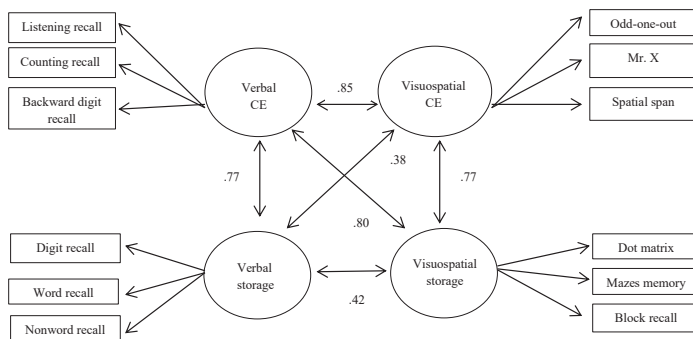 Listening recall
Counting recall
Backward digit
recall
Verbal
CE
.85
Visuospatial
CE
Odd-one-out
Mr. X
Spatial span
.77
.38
.77
.80
Digit recall
Word recall
Nonword recall
Verbal
storage
.42
Visuospatial
storage
Dot matrix
Mazes memory
Block recall